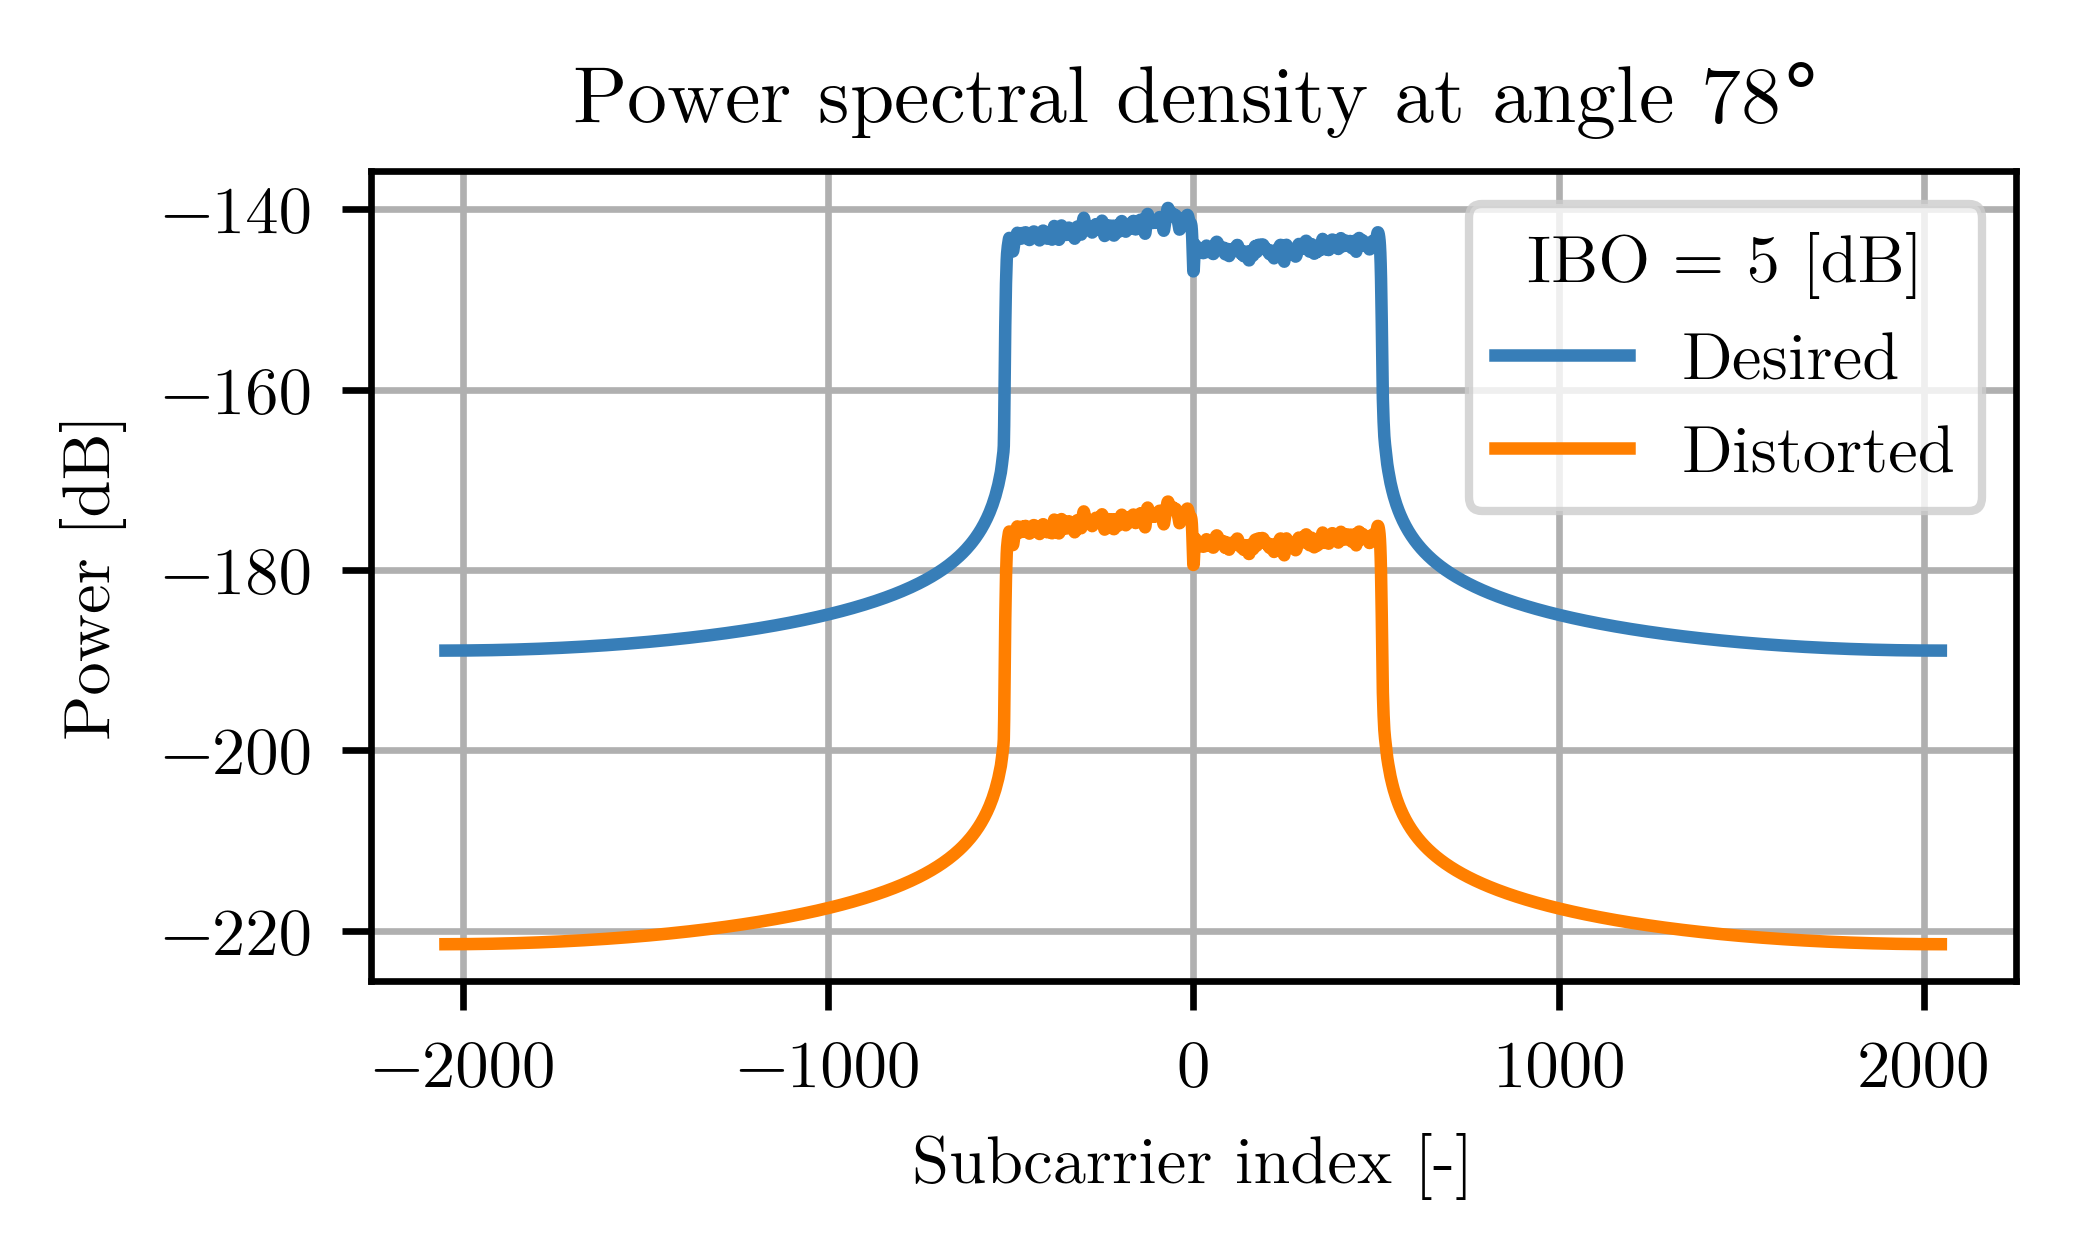 Power spectral density at angle 78°
Power [dB]
−140
−160
−180
−200
−220
IBO = 5 [dB]
Desired
Distorted
−2000 −1000 0 1000 2000
Subcarrier index [-]